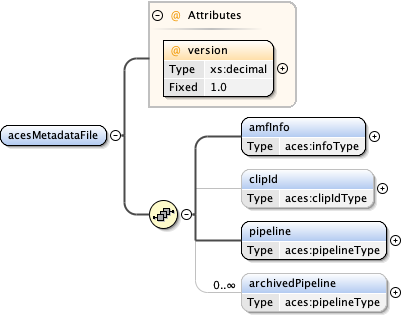 @ Attributes
@ version
Type xs:decimal
Fixed 1.0
acesMetadataFile
amfInfo
Type aces:infoType
clipId
Type aces:clipIdType
pipeline
Type aces:pipelineType
0..∞
archivedPipeline
Type aces:pipelineType